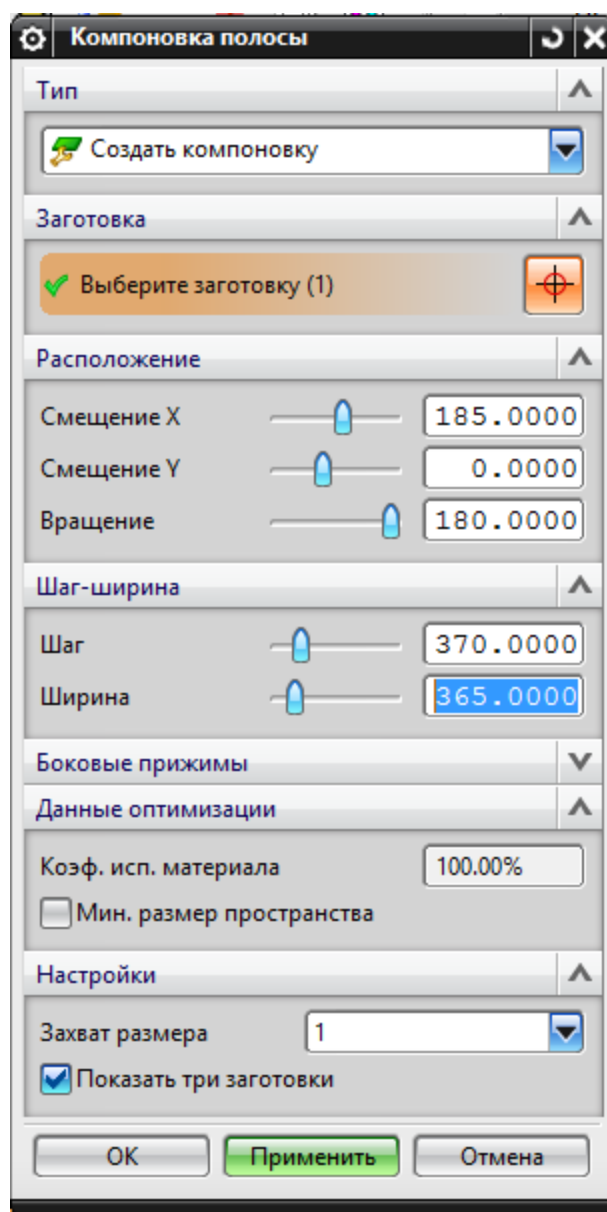 Компоновка полосы
Тип
Создать компоновку
Заготовка
Выберите заготовку (1)
Расположение
Смещение X 185.0000
Смещение Y 0.0000
Вращение 180.0000
Шаг-ширина
Шаг 370.0000
Ширина 365.0000
Боковые прижимы
Данные оптимизации
Коэф. исп. материала 100.00%
Мин. размер пространства
Настройки
Захват размера 1
Показать три заготовки
ОК Применить Отмена